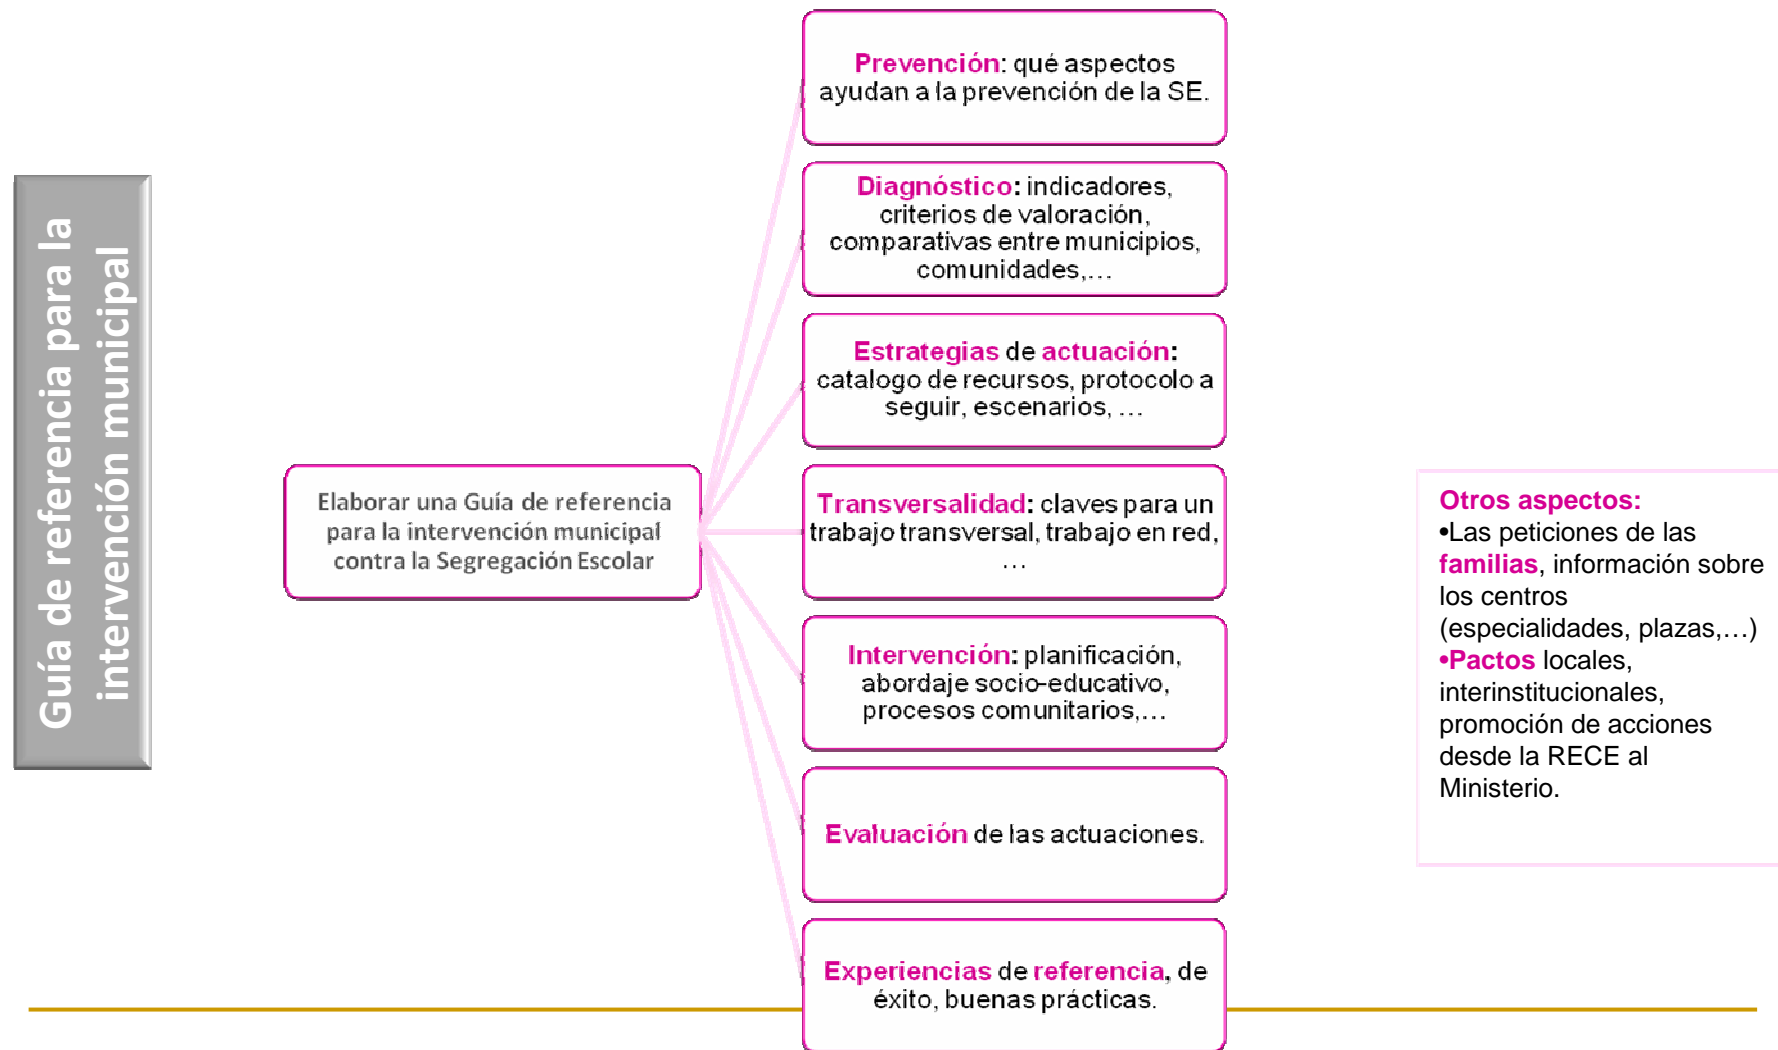 Guía de referencia para la
intervención municipal
Elaborar una Guía de referencia
para la intervención municipal
contra la Segregación Escolar
Prevención: qué aspectos
ayudan a la prevención de la SE.
Diagnóstico: indicadores,
criterios de valoración,
comparativas entre municipios,
comunidades,…
Estrategias de actuación:
catalogo de recursos, protocolo a
seguir, escenarios, …
Transversalidad: claves para un
trabajo transversal, trabajo en red,
…
Intervención: planificación,
abordaje socio-educativo,
procesos comunitarios,…
Evaluación de las actuaciones.
Experiencias de referencia, de
éxito, buenas prácticas.
Otros aspectos:
•Las peticiones de las
familias, información sobre
los centros
(especialidades, plazas,…)
•Pactos locales,
interinstitucionales,
promoción de acciones
desde la RECE al
Ministerio.